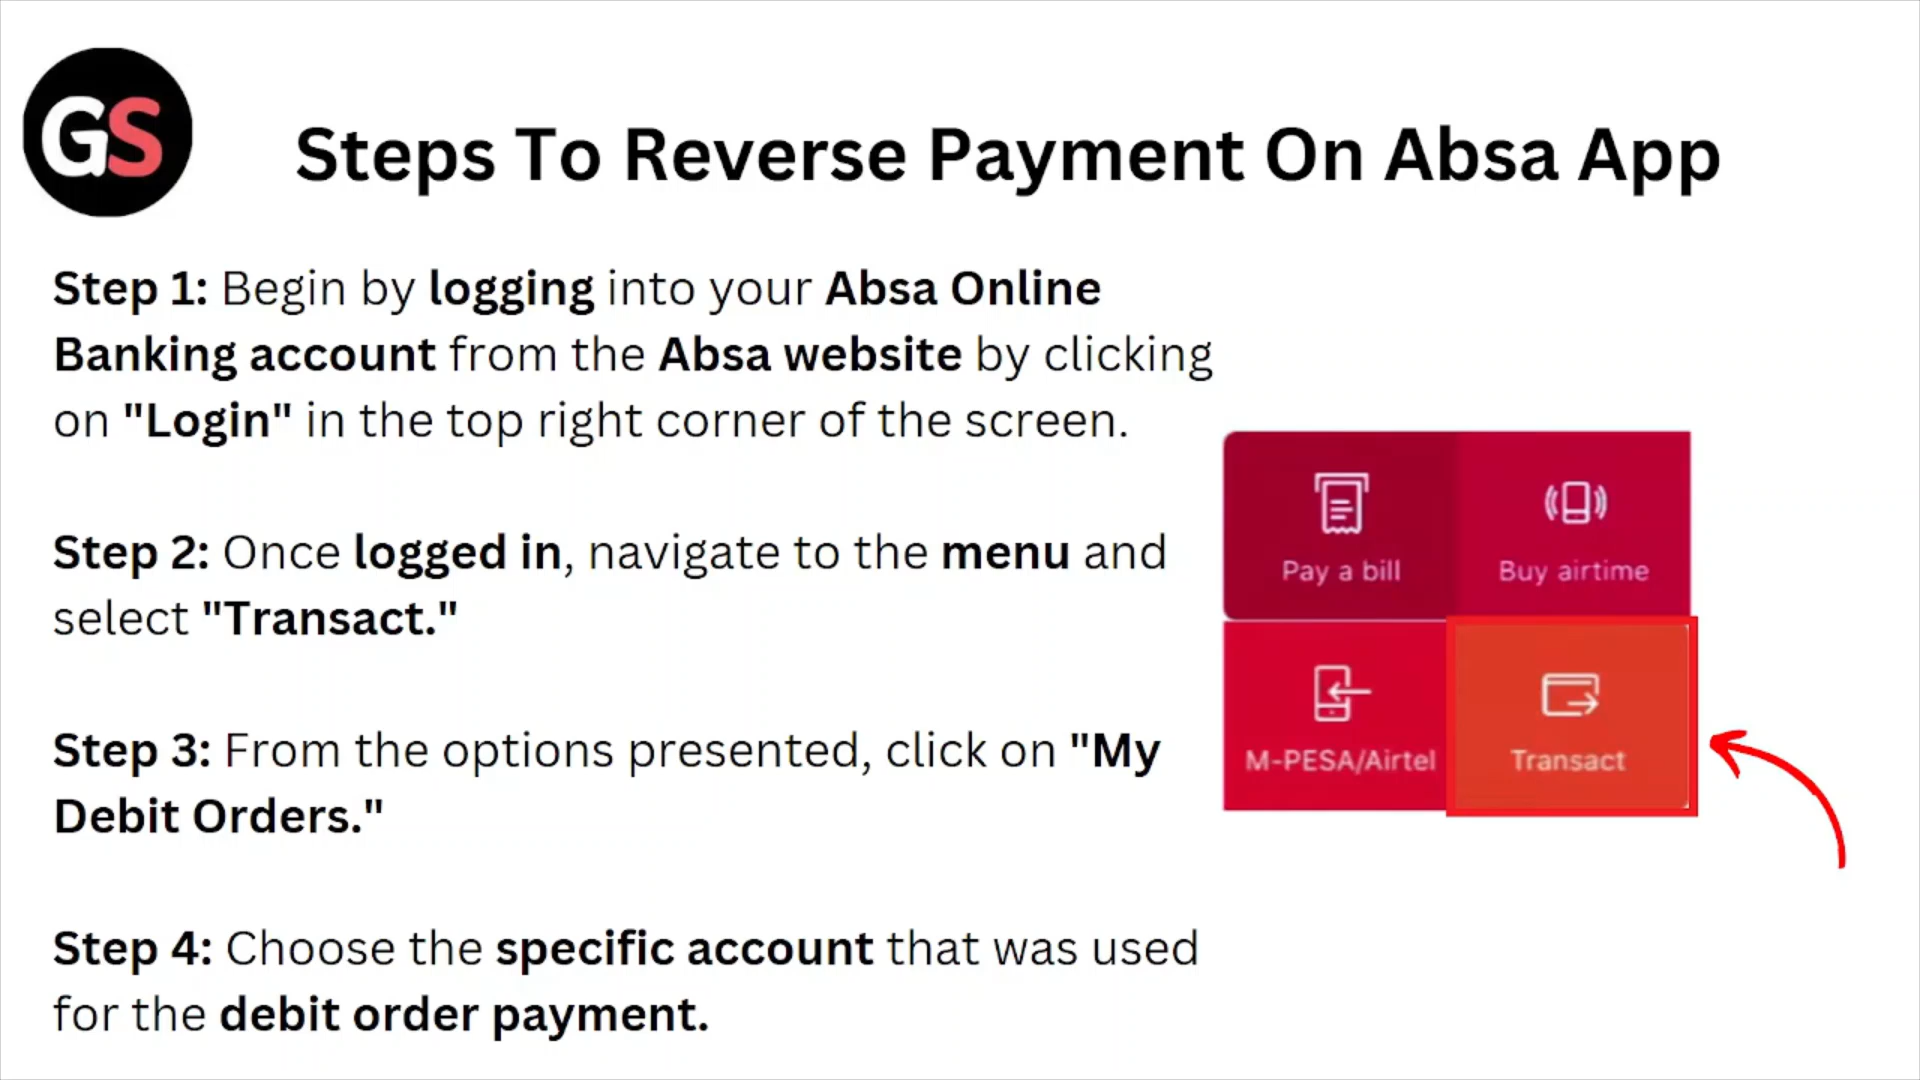 GS
Steps To Reverse Payment On Absa App
Step 1: Begin by logging into your Absa Online
Banking account from the Absa website by clicking
on "Login" in the top right corner of the screen.
Step 2: Once logged in, navigate to the menu and
select "Transact."
Step 3: From the options presented, click on "My
Debit Orders."
Step 4: Choose the specific account that was used
for the debit order payment.
Pay a bill
Buy airtime
M-PESA/Airtel
Transact